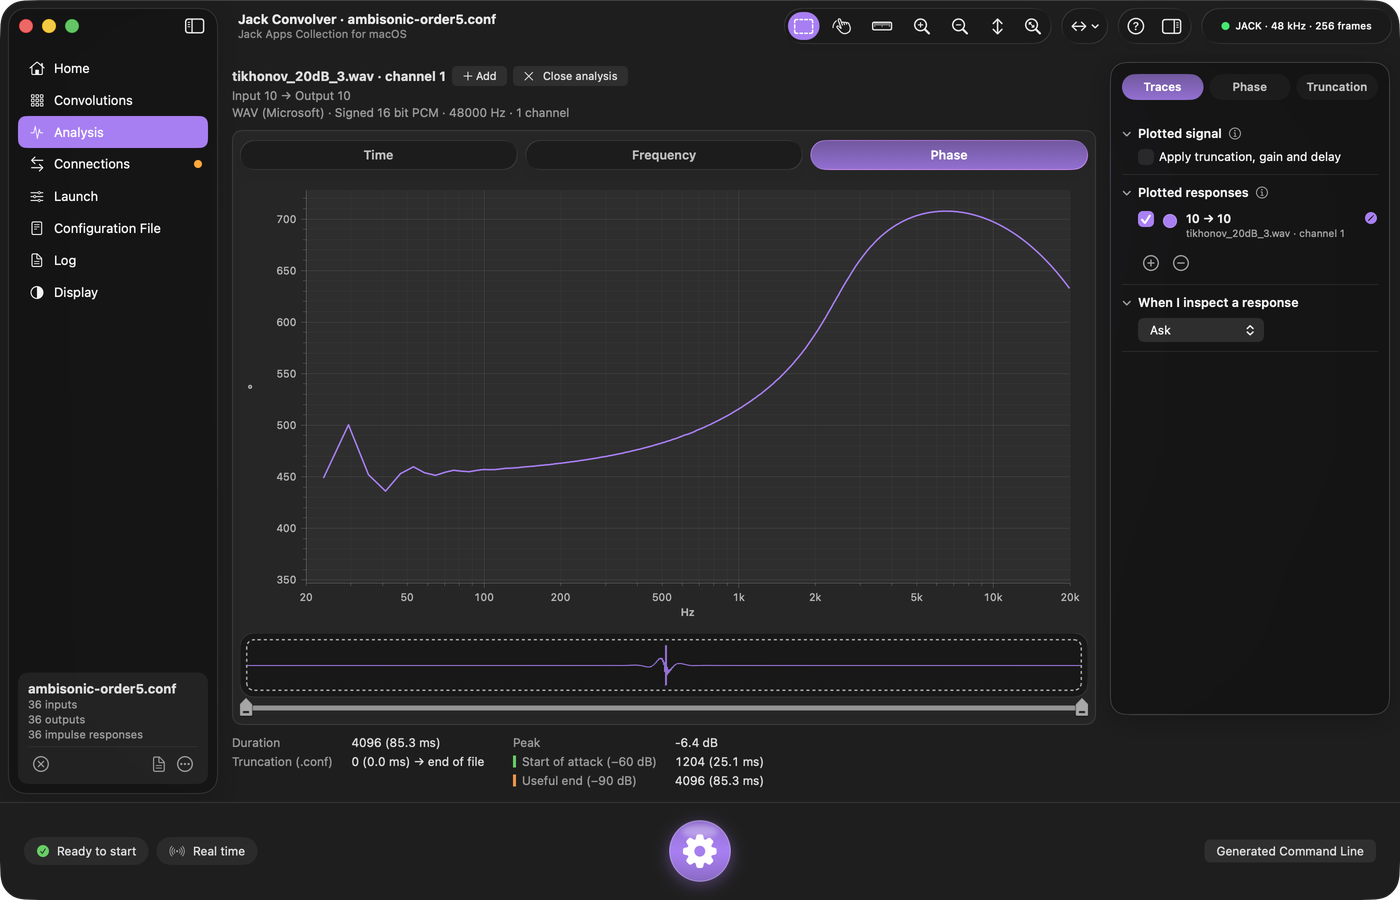 Jack Convolver · ambisonic-order5.conf
Jack Apps Collection for macOS
JACK · 48 kHz · 256 frames
Home
Convolutions
Analysis
Connections
Launch
Configuration File
Log
Display
tikhonov_20dB_3.wav · channel 1
Add
Close analysis
Input 10 → Output 10
WAV (Microsoft) · Signed 16 bit PCM · 48000 Hz · 1 channel
Time
Frequency
Phase
700
650
600
550
500
450
400
350
°
20
50
100
200
500
1k
2k
5k
10k
20k
Hz
Duration
4096 (85.3 ms)
Truncation (.conf)
0 (0.0 ms) → end of file
Peak
-6.4 dB
Start of attack (−60 dB)
1204 (25.1 ms)
Useful end (−90 dB)
4096 (85.3 ms)
Traces
Phase
Truncation
Plotted signal
Apply truncation, gain and delay
Plotted responses
10 → 10
tikhonov_20dB_3.wav · channel 1
When I inspect a response
Ask
ambisonic-order5.conf
36 inputs
36 outputs
36 impulse responses
Ready to start
Real time
Generated Command Line